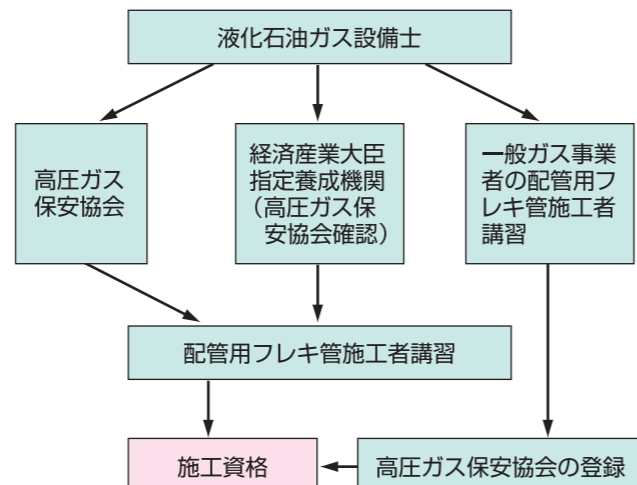 液化石油ガス設備士
高圧ガス
保安協会
経済産業大臣
指定養成機関
（高圧ガス保
安協会確認）
一般ガス事業
者の配管用フ
レキ管施工者
講習
配管用フレキ管施工者講習
施工資格
高圧ガス保安協会の登録